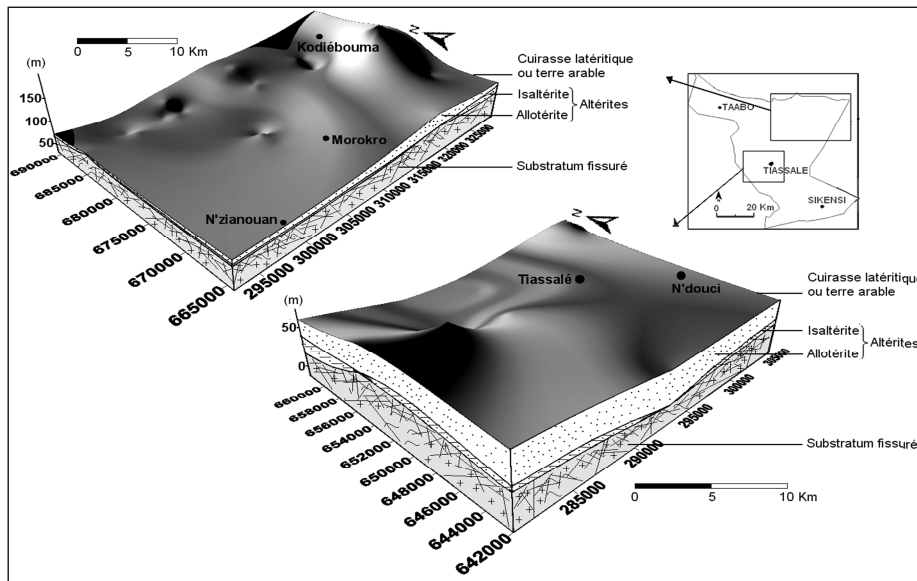 0 5 10 Km
N
Kodiébouma
(m)
150
100
50
Cuirasse latéritique
ou terre arable
Isaltérite
Altérites
Allotérite
Morokro
Substratum fissuré
N'zianouan
690000
685000
680000
675000
670000
665000
295000
300000
305000
310000
315000
320000
325000
TAABO
TIASSALE
SIKENSI
0 20 Km
N
Tiassalé
N'douci
(m)
50
0
Cuirasse latéritique
ou terre arable
Isaltérite
Altérites
Allotérite
Substratum fissuré
660000
658000
656000
654000
652000
650000
648000
646000
644000
642000
285000
290000
295000
300000
305000
0 5 10 Km